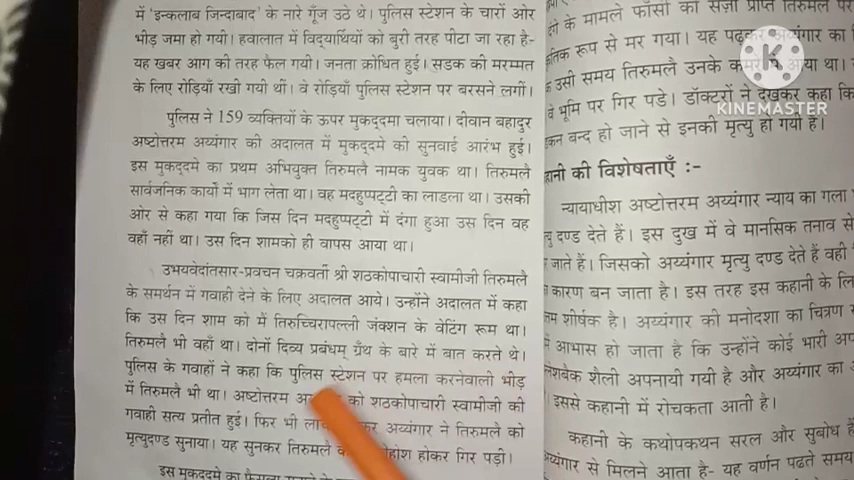 में 'इन्कलाब जिन्दाबाद' के नारे गूँज उठे थे। पुलिस स्टेशन के चारों ओर
भीड़ जमा हो गयी। हवालात में विद्यार्थियों को बुरी तरह पीटा जा रहा है-
यह खबर आग की तरह फैल गयी। जनता क्रोधित हुई। सडक की मरम्मत
के लिए रोड़ियाँ रखी गयी थीं। वे रोड़ियाँ पुलिस स्टेशन पर बरसने लगीं।
पुलिस ने 159 व्यक्तियों के ऊपर मुकद्दमा चलाया। दीवान बहादुर
अष्टोत्तरम अय्यंगार की अदालत में मुकद्दमे की सुनवाई आरंभ हुई।
इस मुकद्दमे का प्रथम अभियुक्त तिरुमलै नामक युवक था। तिरुमलै
सार्वजनिक कार्यों में भाग लेता था। वह मदहुप्पट्टी का लाडला था। उसकी
ओर से कहा गया कि जिस दिन मदहुप्पट्टी में दंगा हुआ उस दिन वह
वहाँ नहीं था। उस दिन शामको ही वापस आया था।
उभयवेदांतसार-प्रवचन चक्रवर्ती श्री शठकोपाचारी स्वामीजी तिरुमलै
के समर्थन में गवाही देने के लिए अदालत आये। उन्होंने अदालत में कहा
कि उस दिन शाम को मैं तिरुच्चिरापल्ली जंक्शन के वेटिंग रूम था।
तिरुमलै भी वहाँ था। दोनों दिव्य प्रबंधम् ग्रँथ के बारे में बात करते थे।
पुलिस के गवाहों ने कहा कि पुलिस स्टेशन पर हमला करनेवाली भीड़
में तिरुमलै भी था। अष्टोत्तरम को शठकोपाचारी स्वामीजी की
गवाही सत्य प्रतीत हुई। फिर भी अय्यंगार ने तिरुमलै को
मृत्युदण्ड सुनाया। यह सुनकर तिरुमलै होकर गिर पड़ी।
इस मुकद्दमे का
के मामले फाँसी की सज़ा प्राप्त तिरुमलै
रूप से मर गया। यह पढ़कर अय्यंगार का
उसी समय तिरुमलै उनके आया था।
वे भूमि पर गिर पडे। डॉक्टरों ने देखकर कहा कि
बन्द हो जाने से इनकी मृत्यु हो गयी है।
KINEMASTER
की विशेषताएँ :-
न्यायाधीश अष्टोत्तरम अय्यंगार न्याय का गला
दण्ड देते हैं। इस दुख में वे मानसिक तनाव से
जाते हैं। जिसको अय्यंगार मृत्यु दण्ड देते हैं वही
कारण बन जाता है। इस तरह इस कहानी के
शीर्षक है। अय्यंगार की मनोदशा का चित्रण
में आभास हो जाता है कि उन्होंने कोई भारी
शैली अपनायी गयी है और अय्यंगार का
इससे कहानी में रोचकता आती है।
कहानी के कथोपकथन सरल और सुबोध
से मिलने आता है- यह वर्णन पढते समय